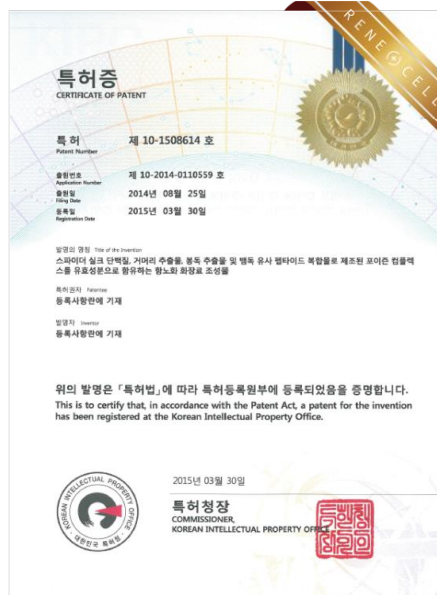 RENE CELL
특허증
CERTIFICATE OF PATENT
특 허 제 10-1508614 호
Patent Number
출원번호 제 10-2014-0110559 호
Application Number
출원일 2014년 08월 25일
Filing Date
등록일 2015년 03월 30일
Registration Date
발명의 명칭 Title of the Invention
스파이더 실크 단백질, 거머리 추출물, 봉독 추출물 및 뱀독 유사 펩타이드 복합물로 제조된 포이즌 컴플렉
스를 유효성분으로 함유하는 항노화 화장료 조성물
특허권자 Patentee
등록사항란에 기재
발명자 Inventor
등록사항란에 기재
위의 발명은 「특허법」에 따라 특허등록원부에 등록되었음을 증명합니다.
This is to certify that, in accordance with the Patent Act, a patent for the invention
has been registered at the Korean Intellectual Property Office.
2015년 03월 30일
특허청장
COMMISSIONER,
KOREAN INTELLECTUAL PROPERTY OFFICE
KOREAN INTELLECTUAL PROPERTY OFFICE
대한민국 특허청